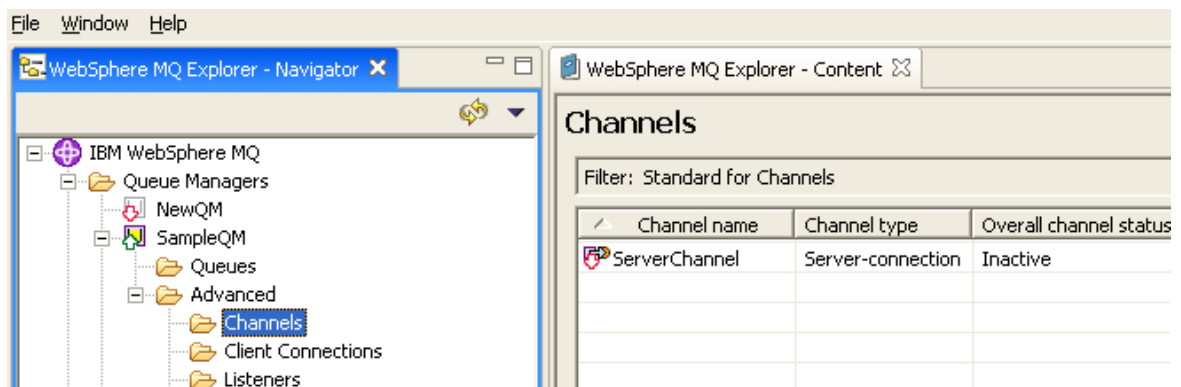 File Window Help
WebSphere MQ Explorer - Navigator
IBM WebSphere MQ
Queue Managers
NewQM
SampleQM
Queues
Advanced
Channels
Client Connections
Listeners
WebSphere MQ Explorer - Content
Channels
Filter: Standard for Channels
Channel name Channel type Overall channel status
ServerChannel Server-connection Inactive